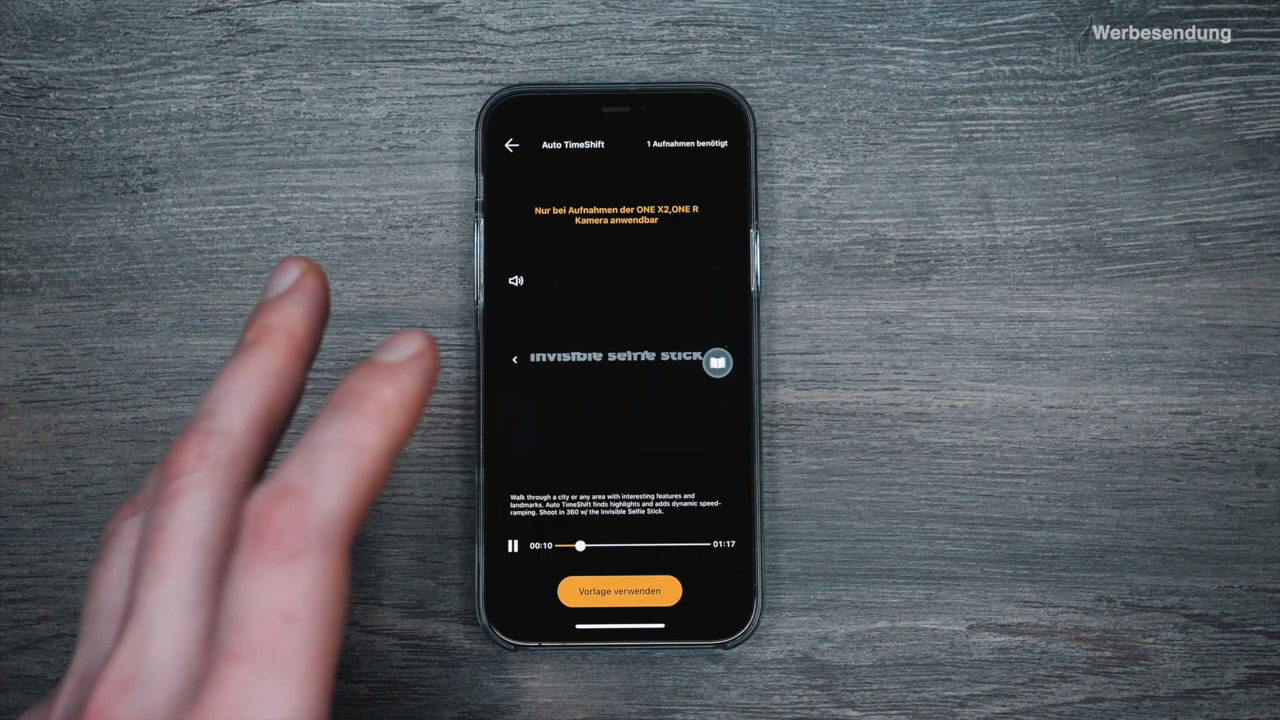 Werbesendung
Auto TimeShift
1 Aufnahmen benötigt
Nur bei Aufnahmen der ONE X2,ONE R
Kamera anwendbar
invisible selfie stick
Walk through a city or any area with interesting features and
landmarks. Auto TimeShift finds highlights and adds dynamic speed-
ramping. Shoot in 360 w/ the Invisible Selfie Stick.
00:10
01:17
Vorlage verwenden